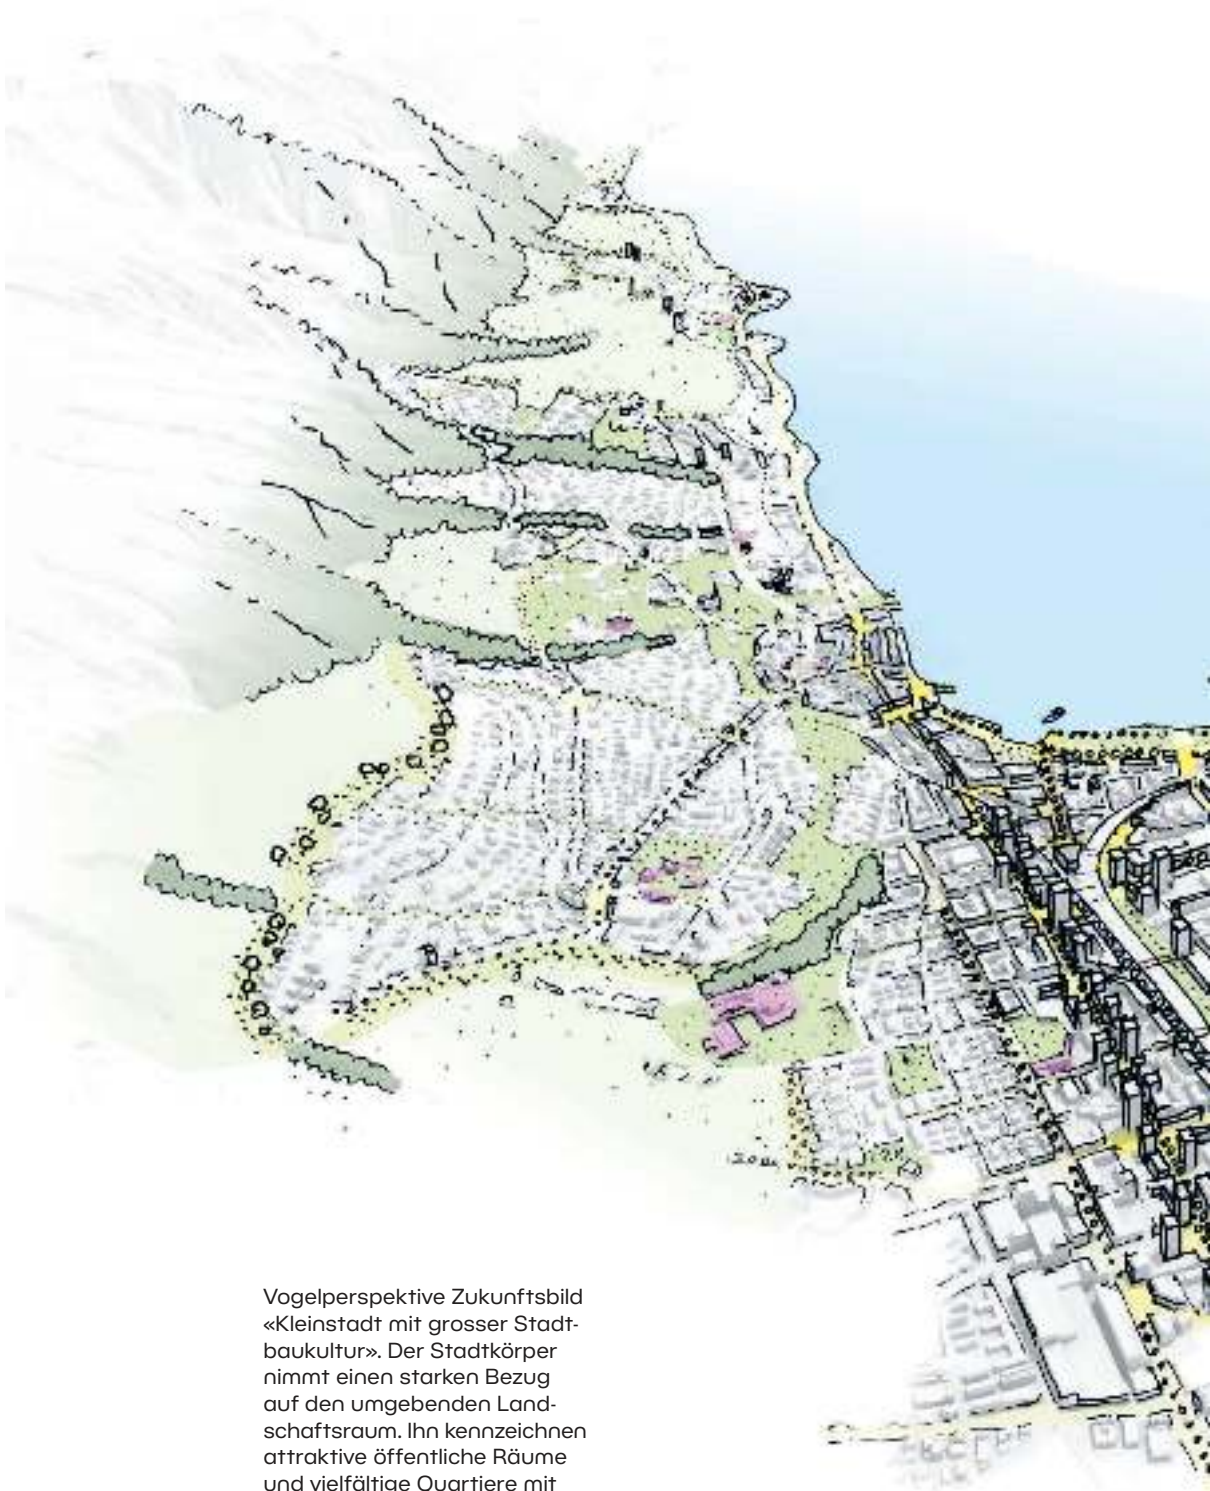 Vogelperspektive Zukunftsbild
«Kleinstadt mit grosser Stadt-
baukultur». Der Stadtkörper
nimmt einen starken Bezug
auf den umgebenden Land-
schaftsraum. Ihn kennzeichnen
attraktive öffentliche Räume
und vielfältige Quartiere mit